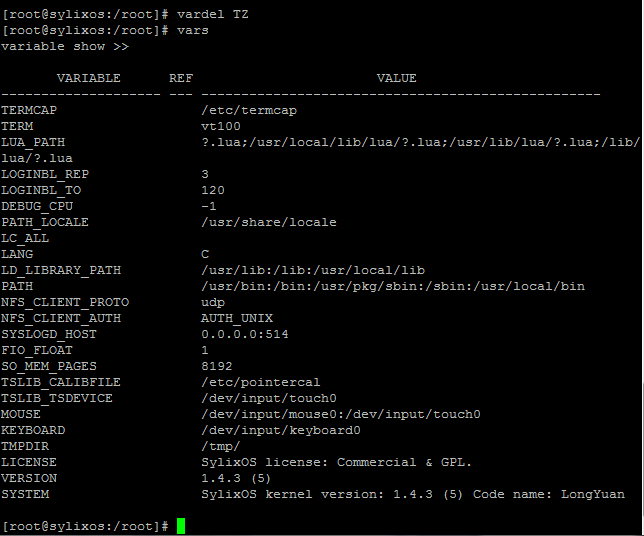 [root@sylixos:/root]# vardel TZ
[root@sylixos:/root]# vars
variable show >>
VARIABLE REF VALUE
-------------------- --- --------------------------------------------------
TERMCAP /etc/termcap
TERM vt100
LUA_PATH ?.lua;/usr/local/lib/lua/?.lua;/usr/lib/lua/?.lua;/lib/
lua/?.lua
LOGINBL_REP 3
LOGINBL_TO 120
DEBUG_CPU -1
PATH_LOCALE /usr/share/locale
LC_ALL
LANG C
LD_LIBRARY_PATH /usr/lib:/lib:/usr/local/lib
PATH /usr/bin:/bin:/usr/pkg/sbin:/sbin:/usr/local/bin
NFS_CLIENT_PROTO udp
NFS_CLIENT_AUTH AUTH_UNIX
SYSLOGD_HOST 0.0.0.0:514
FIO_FLOAT 1
SO_MEM_PAGES 8192
TSLIB_CALIBFILE /etc/pointercal
TSLIB_TSDEVICE /dev/input/touch0
MOUSE /dev/input/mouse0:/dev/input/touch0
KEYBOARD /dev/input/keyboard0
TMPDIR /tmp/
LICENSE SylixOS license: Commercial & GPL.
VERSION 1.4.3 (5)
SYSTEM SylixOS kernel version: 1.4.3 (5) Code name: LongYuan
[root@sylixos:/root]#